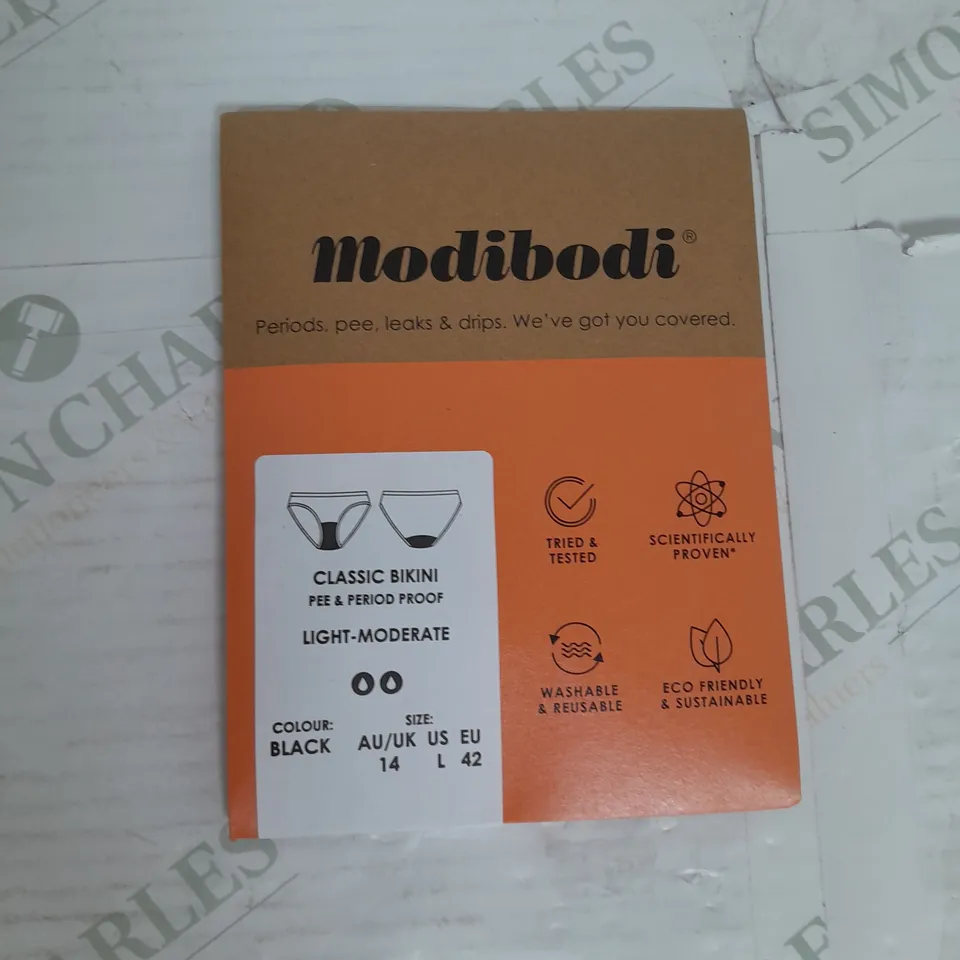 modibodi®
Periods, pee, leaks & drips. We've got you covered.
CLASSIC BIKINI
PEE & PERIOD PROOF
LIGHT-MODERATE
COLOUR:
BLACK
SIZE:
AU/UK US EU
14 L 42
TRIED &
TESTED
SCIENTIFICALLY
PROVEN*
WASHABLE
& REUSABLE
ECO FRIENDLY
& SUSTAINABLE